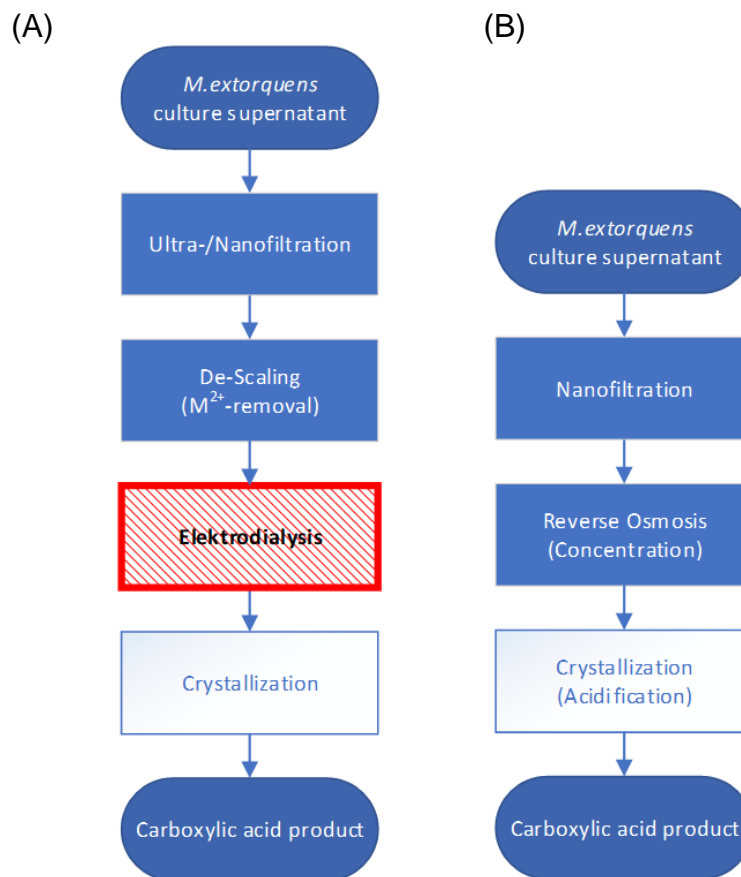 (A)
M.extorquens
culture supernatant
Ultra-/Nanofiltration
De-Scaling
(M²⁺-removal)
Elektrodialysis
Crystallization
Carboxylic acid product
(B)
M.extorquens
culture supernatant
Nanofiltration
Reverse Osmosis
(Concentration)
Crystallization
(Acidification)
Carboxylic acid product